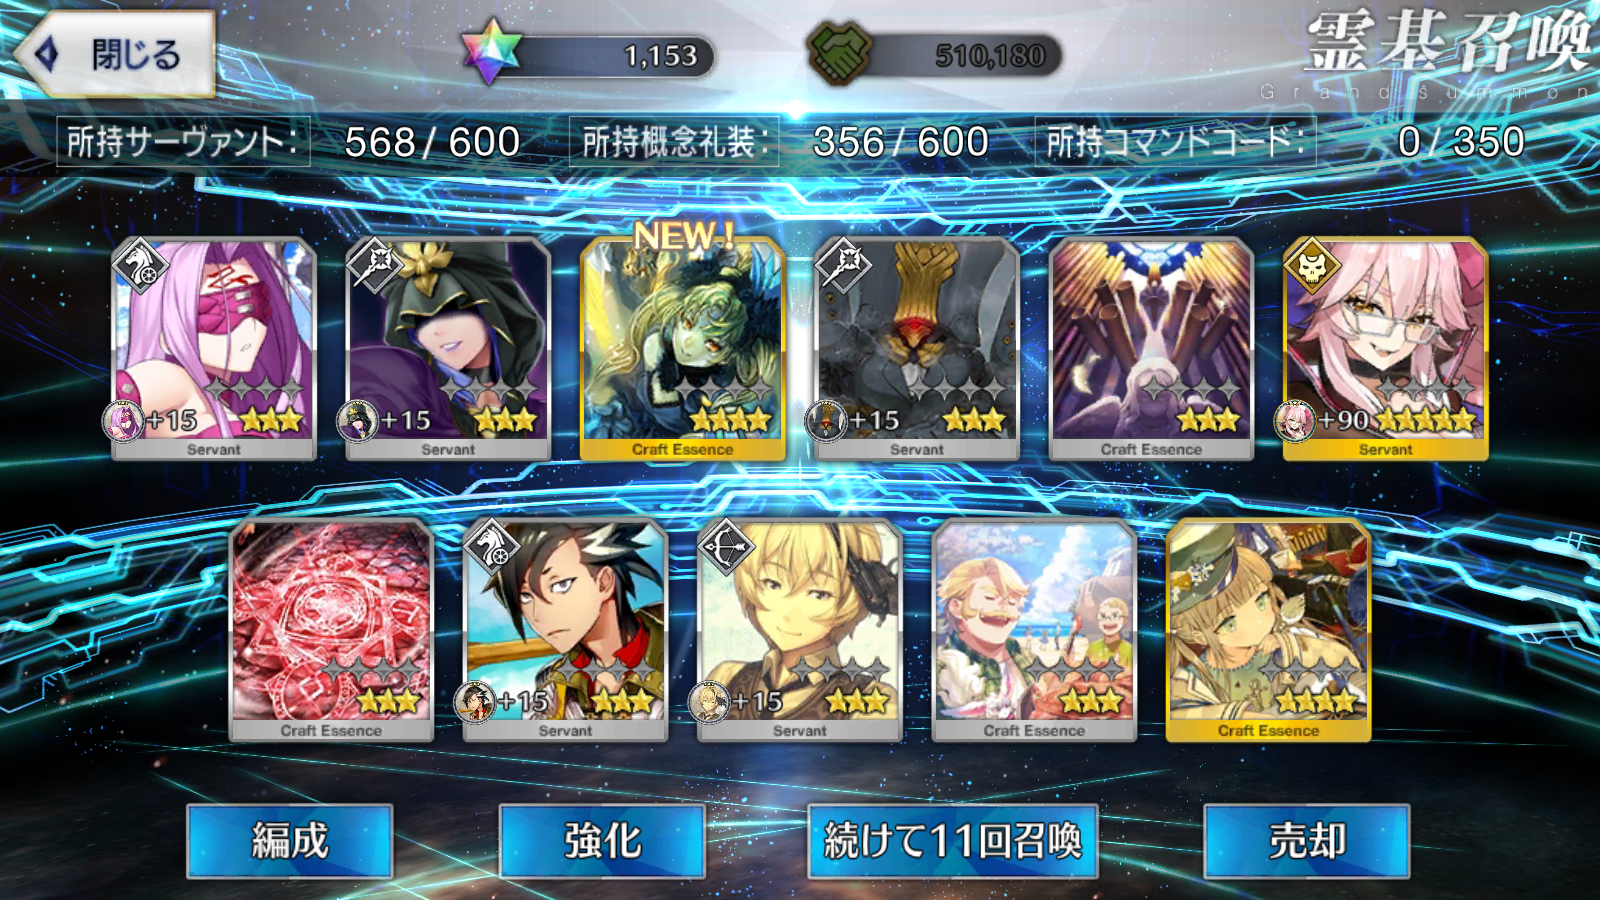 閉じる
1,153
510,180
霊基召喚
Grand summon
所持サーヴァント: 568 / 600
所持概念礼装: 356 / 600
所持コマンドコード: 0 / 350
NEW!
+15
Servant
+15
Servant
Craft Essence
+15
Servant
Craft Essence
+90
Servant
Craft Essence
+15
Servant
+15
Servant
Craft Essence
Craft Essence
編成
強化
続けて11回召喚
売却